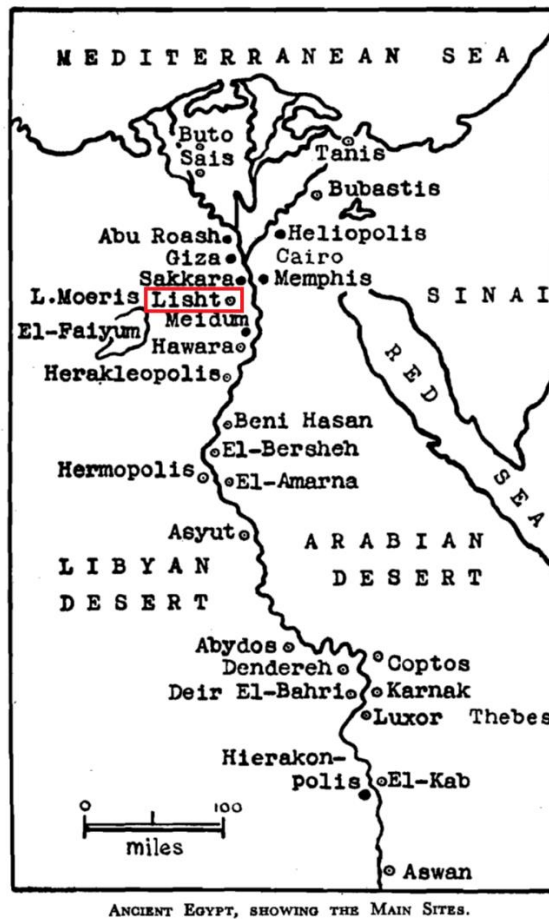 MEDITERRANEAN SEA
Buto
Sais
Tanis
Bubastis
Abu Roash
Heliopolis
Giza
Cairo
Sakkara
Memphis
L.Moeris
Lisht
SINAI
El-Faiyum
Meidum
Hawara
RED SEA
Herakleopolis
Beni Hasan
El-Bersheh
Hermopolis
El-Amarna
Asyut
ARABIAN
DESERT
LIBYAN
DESERT
Abydos
Coptos
Dendereh
Deir El-Bahri
Karnak
Luxor Thebes
Hierakon-
polis
El-Kab
0 100
miles
Aswan
ANCIENT EGYPT, SHOWING THE MAIN SITES.